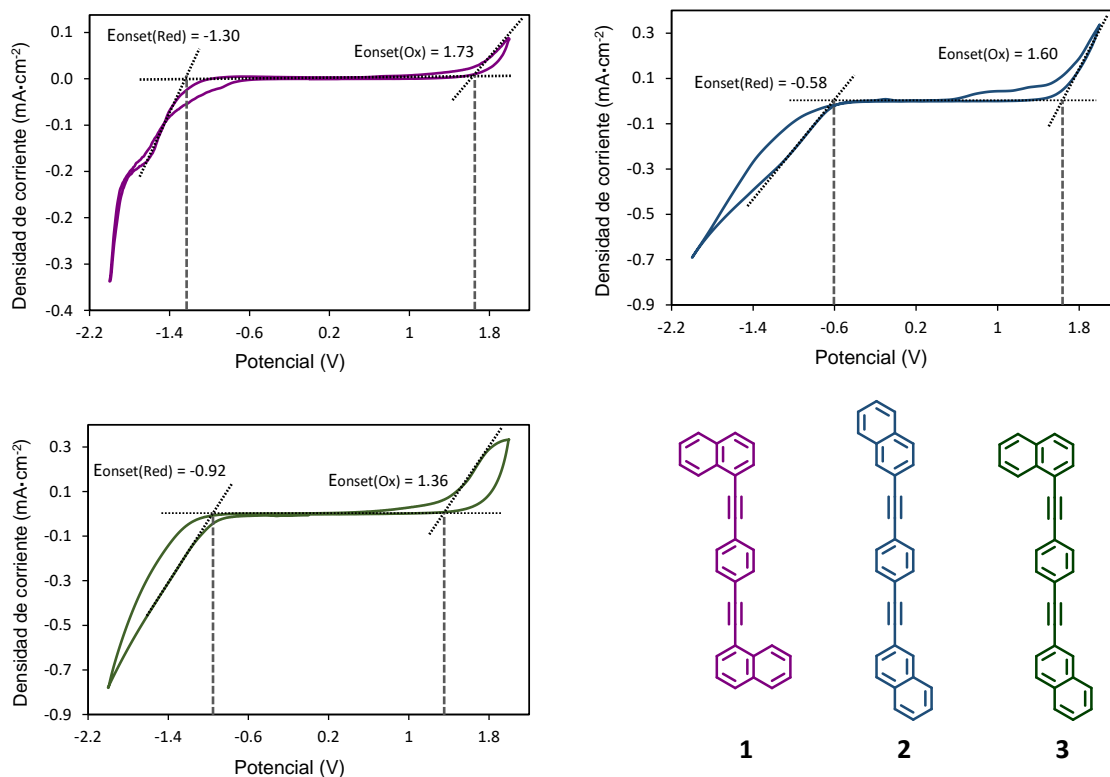 Densidad de corriente (mA•cm-2)
0.1
0.0
-0.1
-0.2
-0.2
-0.3
-0.4
Eonset(Red) = -1.30
Eonset(Ox) = 1.73
-2.2 -1.4 -0.6 0.2 1 1.8
Potencial (V)
Densidad de corriente (mA•cm-2)
0.3
0.1
-0.1
-0.3
-0.5
-0.7
-0.9
Eonset(Ox) = 1.60
Eonset(Red) = -0.58
-2.2 -1.4 -0.6 0.2 1 1.8
Potencial (V)
Densidad de corriente (mA•cm-2)
0.3
0.1
-0.1
-0.3
-0.5
-0.7
-0.9
Eonset(Red) = -0.92
Eonset(Ox) = 1.36
-2.2 -1.4 -0.6 0.2 1 1.8
Potencial (V)
1 2 3